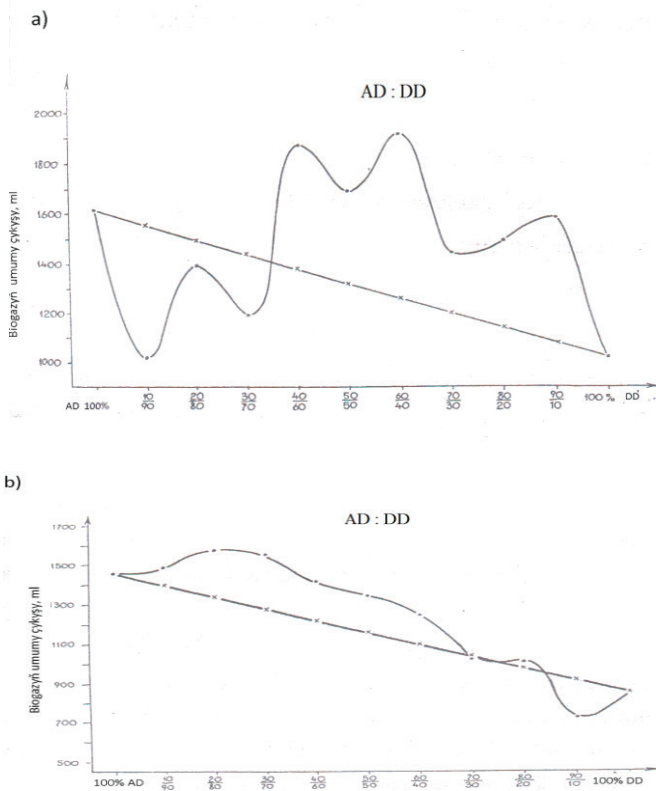 a)
AD : DD
Biogazyň umumy çykyşy, ml
2000
1800
1600
1400
1200
1000
AD 100% 10/90 20/80 30/70 40/60 50/50 60/40 70/30 80/20 90/10 100% DD
b)
AD : DD
Biogazyň umumy çykyşy, ml
1700
1500
1300
1100
900
700
500
100% AD 10/90 20/80 30/70 40/60 50/50 60/40 70/30 80/20 90/10 100% DD